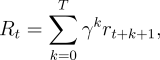 $$R_t = \sum_{k=0}^{T} \gamma^k r_{t+k+1},$$